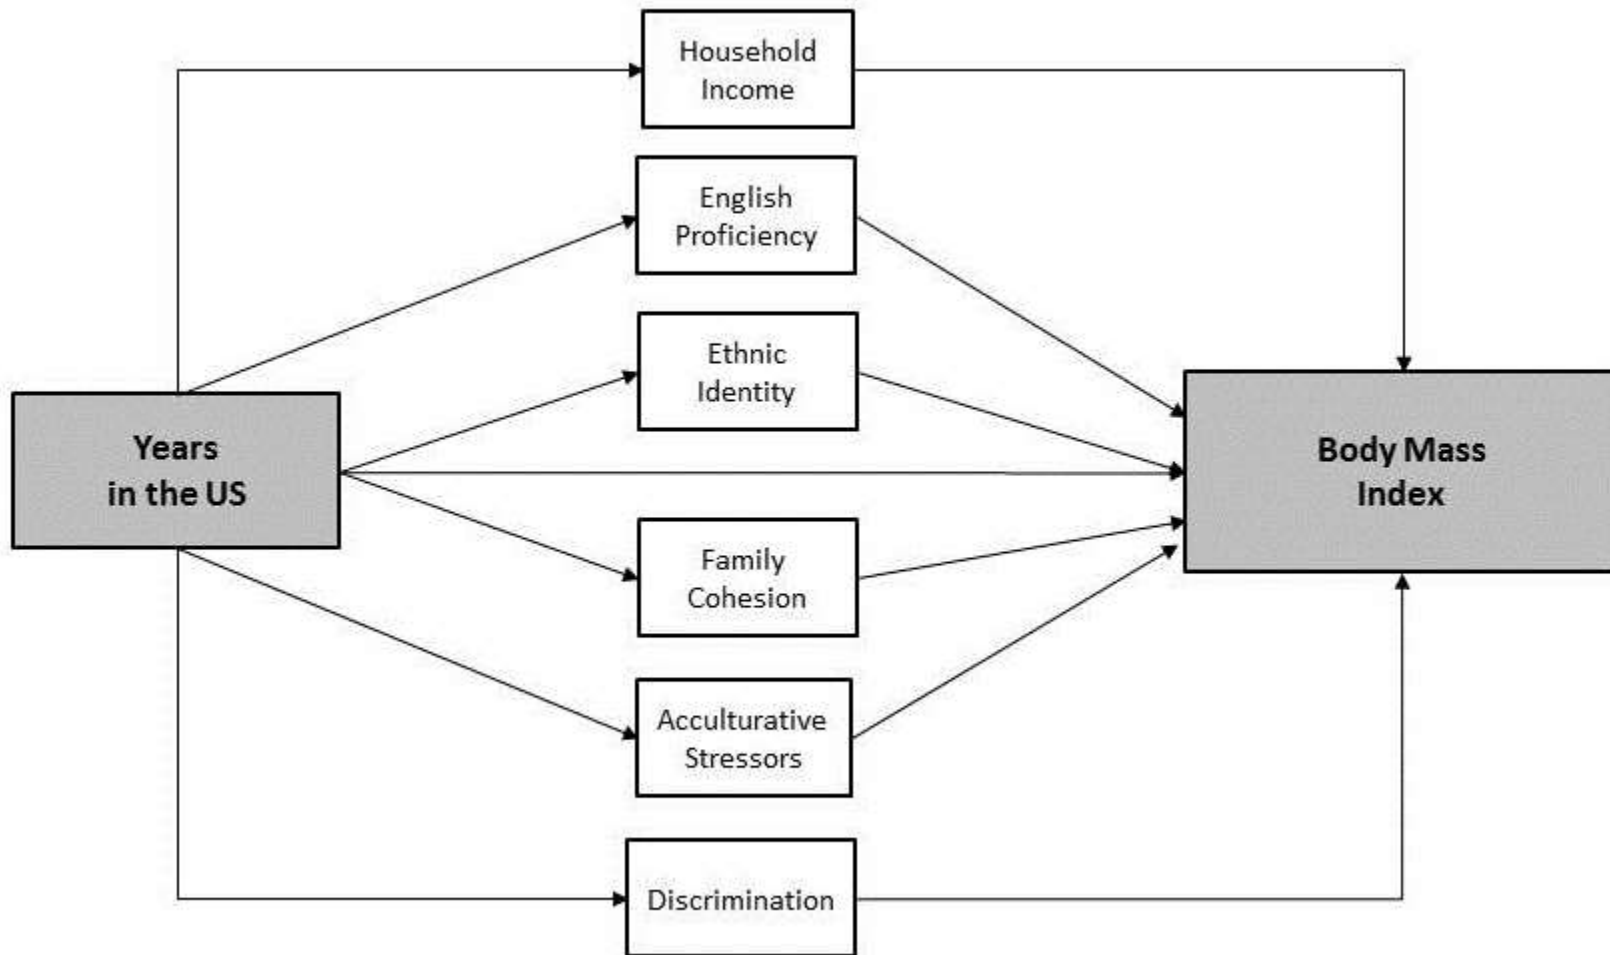 Household
Income
English
Proficiency
Ethnic
Identity
Years
in the US
Body Mass
Index
Family
Cohesion
Acculturative
Stressors
Discrimination